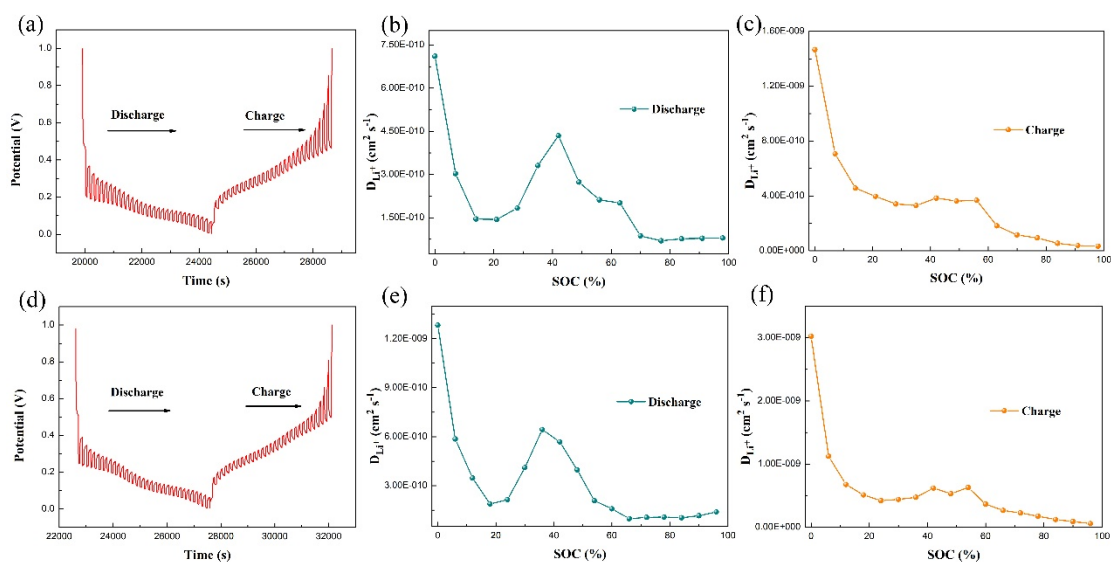 (a)
Potential (V)
1.0
0.8
0.6
0.4
0.2
0.0
Discharge
Charge
20000 22000 24000 26000 28000
Time (s)
(b)
D_Li⁺ (cm² s⁻¹)
7.50E-010
6.00E-010
4.50E-010
3.00E-010
1.50E-010
Discharge
0 20 40 60 80 100
SOC (%)
(c)
D_Li⁺ (cm² s⁻¹)
1.60E-009
1.20E-009
8.00E-010
4.00E-010
0.00E+000
Charge
0 20 40 60 80 100
SOC (%)
(d)
Potential (V)
1.0
0.8
0.6
0.4
0.2
0.0
Discharge
Charge
22000 24000 26000 28000 30000 32000
Time (s)
(e)
D_Li⁺ (cm² s⁻¹)
1.20E-009
9.00E-010
6.00E-010
3.00E-010
Discharge
0 20 40 60 80 100
SOC (%)
(f)
D_Li⁺ (cm² s⁻¹)
3.00E-009
2.00E-009
1.00E-009
0.00E+000
Charge
0 20 40 60 80 100
SOC (%)